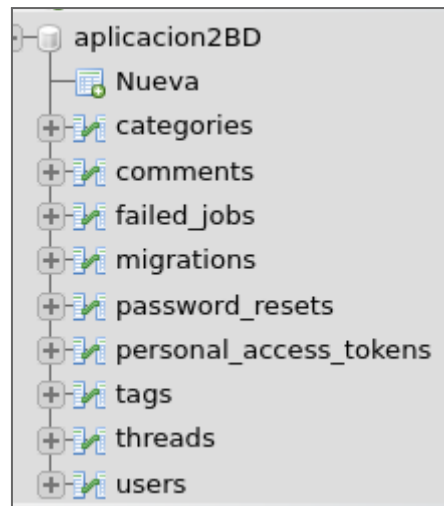 aplicacion2BD
Nueva
categories
comments
failed_jobs
migrations
password_resets
personal_access_tokens
tags
threads
users